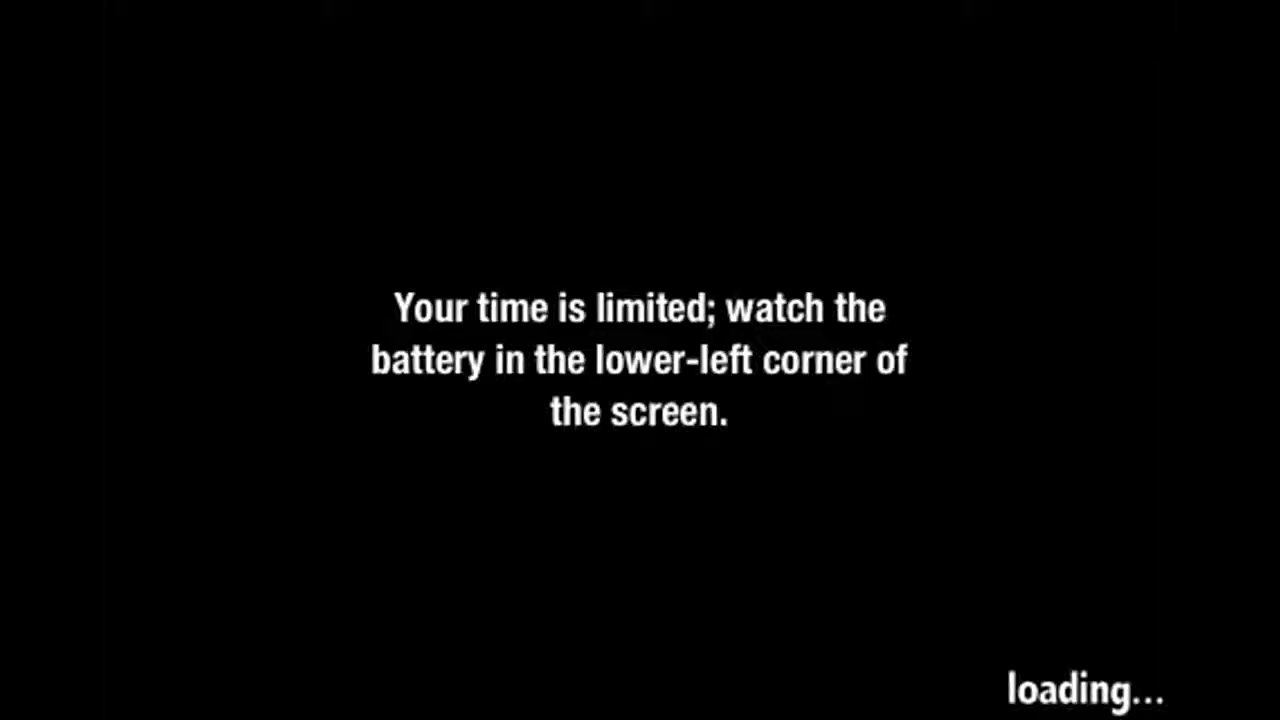 Your time is limited; watch the
battery in the lower-left corner of
the screen.
loading...